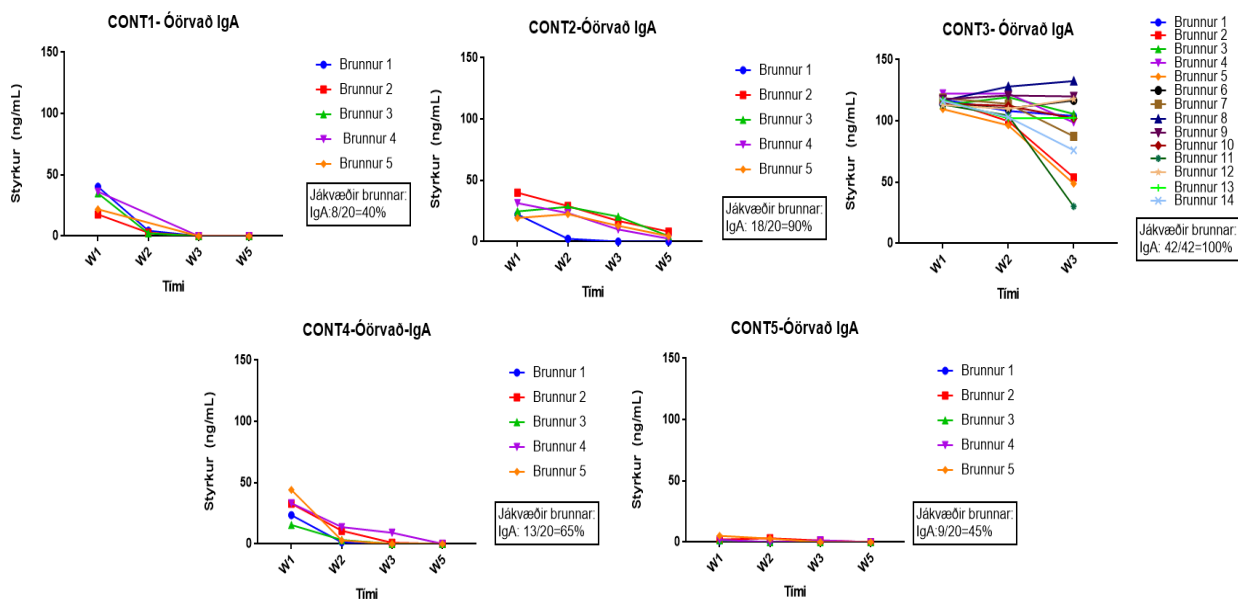 CONT1- Óörvað IgA
Styrkur (ng/mL)
150
100
50
0
W1
W2
W3
W5
Tími
Brunnur 1
Brunnur 2
Brunnur 3
Brunnur 4
Brunnur 5
Jákvæðir brunnar:
IgA:8/20=40%
CONT2-Óörvað IgA
Styrkur (ng/mL)
150
100
50
0
W1
W2
W3
W5
Tími
Brunnur 1
Brunnur 2
Brunnur 3
Brunnur 4
Brunnur 5
Jákvæðir brunnar:
IgA: 18/20=90%
CONT3- Óörvað IgA
Styrkur (ng/mL)
150
100
50
0
W1
W2
W3
Tími
Brunnur 1
Brunnur 2
Brunnur 3
Brunnur 4
Brunnur 5
Brunnur 6
Brunnur 7
Brunnur 8
Brunnur 9
Brunnur 10
Brunnur 11
Brunnur 12
Brunnur 13
Brunnur 14
Jákvæðir brunnar:
IgA: 42/42=100%
CONT4-Óörvað-IgA
Styrkur (ng/mL)
150
100
50
0
W1
W2
W3
W5
Tími
Brunnur 1
Brunnur 2
Brunnur 3
Brunnur 4
Brunnur 5
Jákvæðir brunnar:
IgA: 13/20=65%
CONT5-Óörvað IgA
Styrkur (ng/mL)
150
100
50
0
W1
W2
W3
W5
Tími
Brunnur 1
Brunnur 2
Brunnur 3
Brunnur 4
Brunnur 5
Jákvæðir brunnar:
IgA:9/20=45%